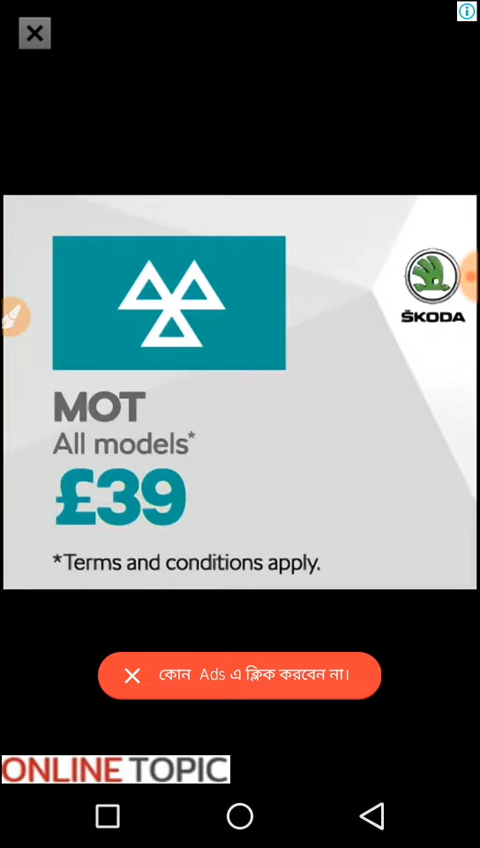 ŠKODA
MOT
All models*
£39
*Terms and conditions apply.
কোন Ads এ ক্লিক করবেন না।
ONLINE TOPIC